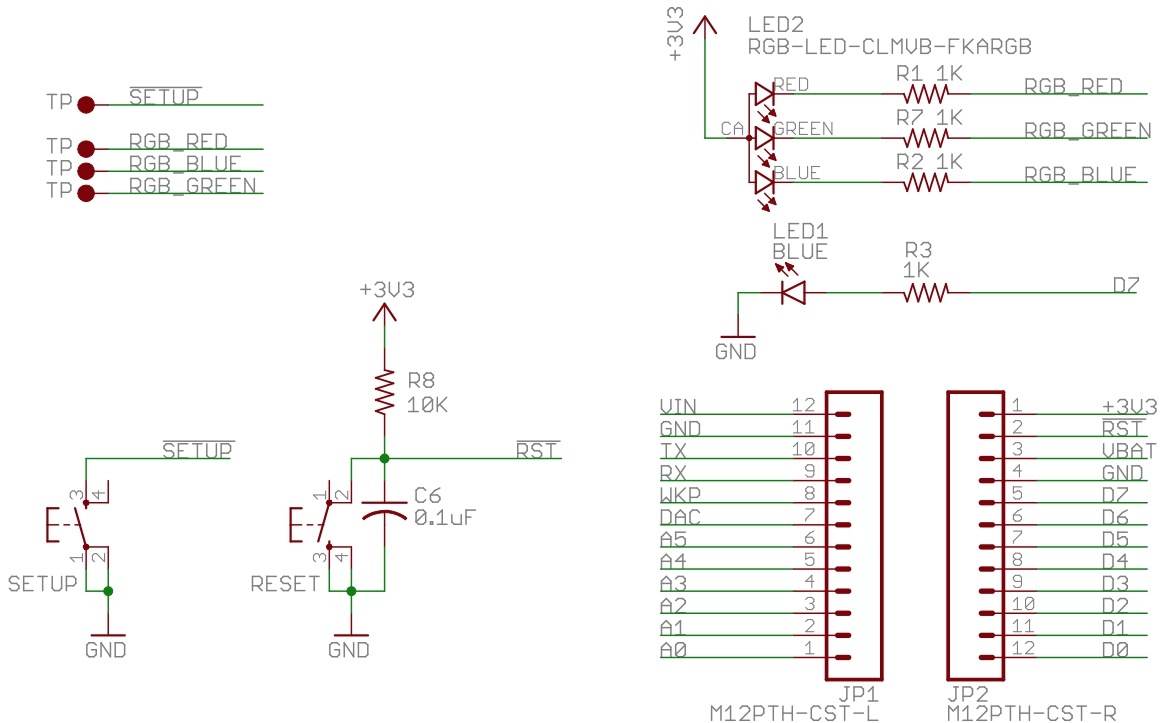 TP SETUP
TP RGB_RED
TP RGB_BLUE
TP RGB_GREEN
+3V3
LED2
RGB-LED-CLMVB-FKARGB
RED R1 1K RGB_RED
CA GREEN R7 1K RGB_GREEN
BLUE R2 1K RGB_BLUE
LED1
BLUE
R3
1K
D7
GND
+3V3
R8
10K
SETUP
3 4
1 2
SETUP
GND
RST
1 2
C6
0.1uF
3 4
RESET
GND
VIN 12
GND 11
TX 10
RX 9
WKP 8
DAC 7
A5 6
A4 5
A3 4
A2 3
A1 2
A0 1
JP1
M12PTH-CST-L
1 +3V3
2 RST
3 VBAT
4 GND
5 D7
6 D6
7 D5
8 D4
9 D3
10 D2
11 D1
12 D0
JP2
M12PTH-CST-R